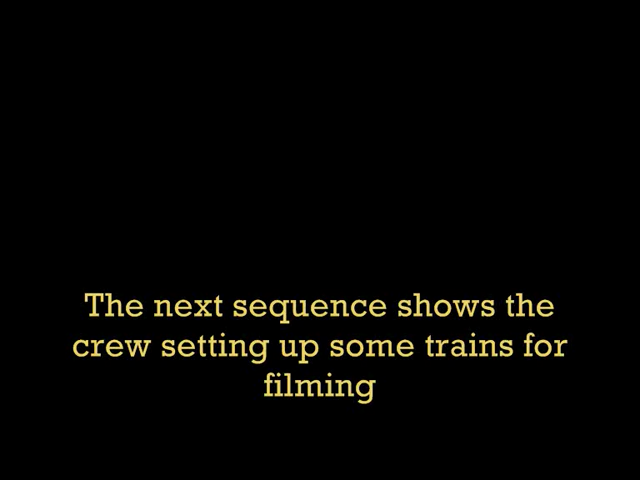 The next sequence shows the
crew setting up some trains for
filming